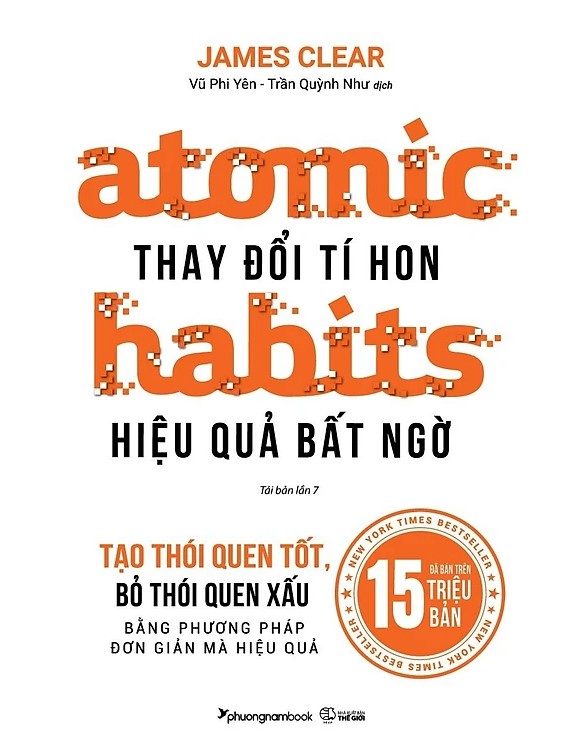 JAMES CLEAR
Vũ Phi Yên - Trần Quỳnh Như dịch
atomic
THAY ĐỔI TÍ HON
habits
HIỆU QUẢ BẤT NGỜ
Tái bản lần 7
TẠO THÓI QUEN TỐT,
BỎ THÓI QUEN XẤU
BẰNG PHƯƠNG PHÁP
ĐƠN GIẢN MÀ HIỆU QUẢ
NEW YORK TIMES BESTSELLER
15
ĐÃ BÁN TRÊN
TRIỆU
BẢN
NEW YORK TIMES BESTSELLER
phuongnambook
NHÀ XUẤT BẢN
THẾ GIỚI